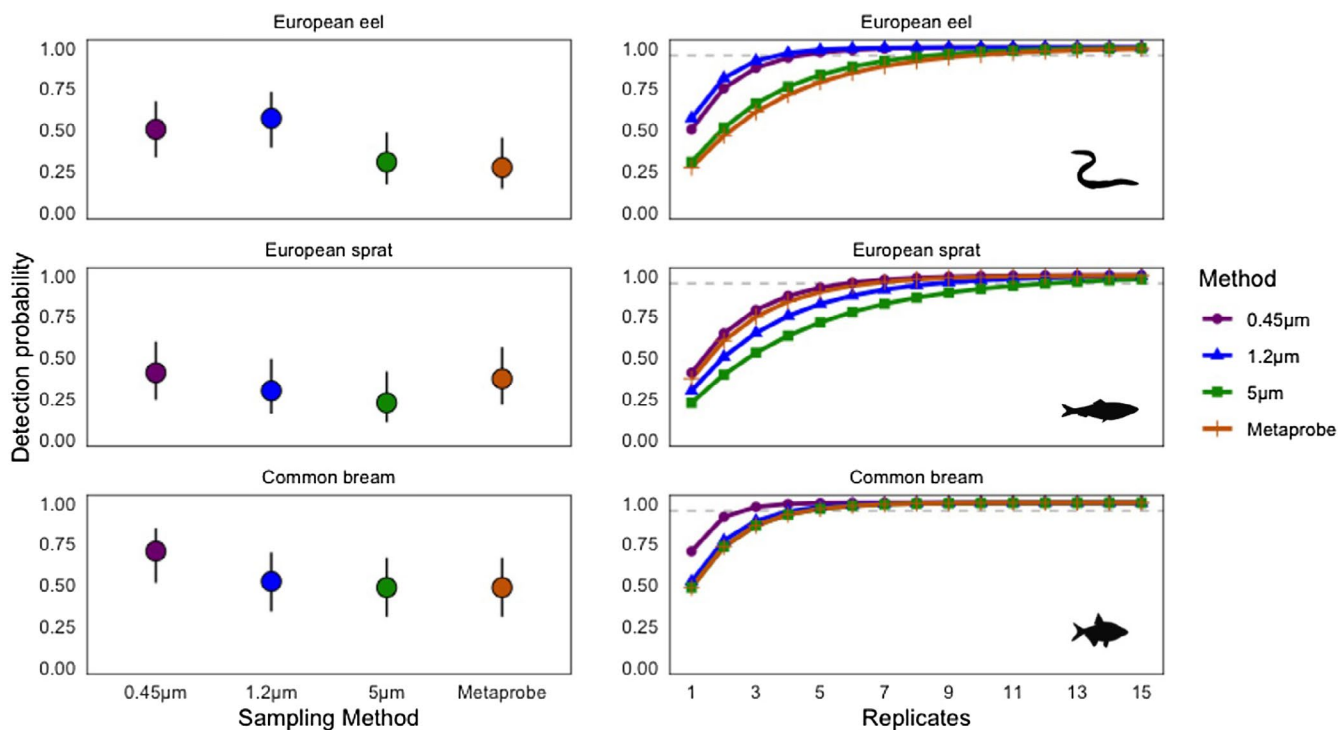 European eel
1.00
0.75
0.50
0.25
0.00
European eel
1.00
0.75
0.50
0.25
0.00
European sprat
1.00
0.75
0.50
0.25
0.00
European sprat
1.00
0.75
0.50
0.25
0.00
Common bream
1.00
0.75
0.50
0.25
0.00
Common bream
1.00
0.75
0.50
0.25
0.00
Detection probability
0.45µm 1.2µm 5µm Metaprobe
Sampling Method
1 3 5 7 9 11 13 15
Replicates
Method
0.45µm
1.2µm
5µm
Metaprobe